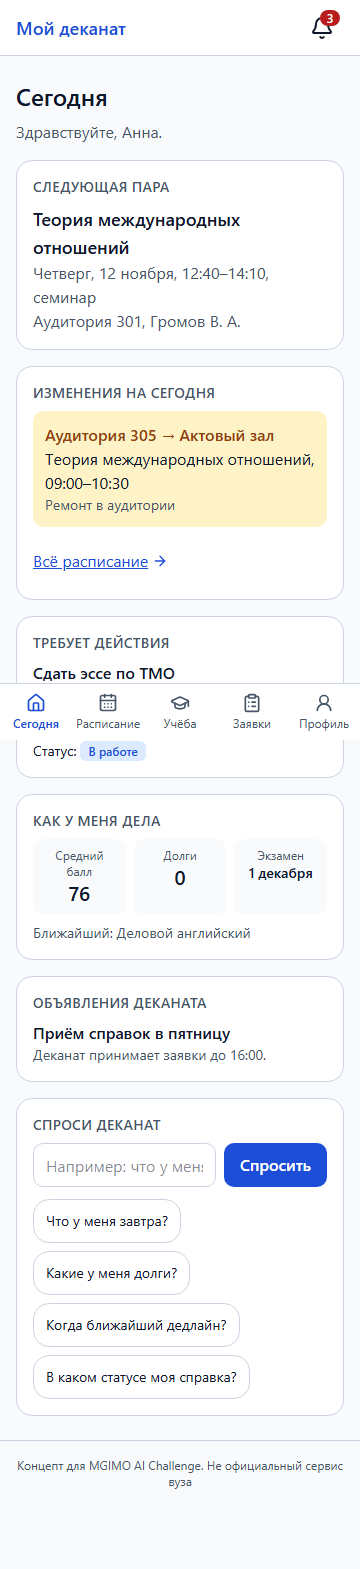 Мой деканат
3
Сегодня
Здравствуйте, Анна.
СЛЕДУЮЩАЯ ПАРА
Теория международных
отношений
Четверг, 12 ноября, 12:40–14:10,
семинар
Аудитория 301, Громов В. А.
ИЗМЕНЕНИЯ НА СЕГОДНЯ
Аудитория 305 → Актовый зал
Теория международных отношений,
09:00–10:30
Ремонт в аудитории
Всё расписание →
ТРЕБУЕТ ДЕЙСТВИЯ
Сдать эссе по ТМО
Сегодня
Расписание
Учёба
Заявки
Профиль
Статус: В работе
КАК У МЕНЯ ДЕЛА
Средний
балл
76
Долги
0
Экзамен
1 декабря
Ближайший: Деловой английский
ОБЪЯВЛЕНИЯ ДЕКАНАТА
Приём справок в пятницу
Деканат принимает заявки до 16:00.
СПРОСИ ДЕКАНАТ
Например: что у меня
Спросить
Что у меня завтра?
Какие у меня долги?
Когда ближайший дедлайн?
В каком статусе моя справка?
Концепт для MGIMO AI Challenge. Не официальный сервис
вуза